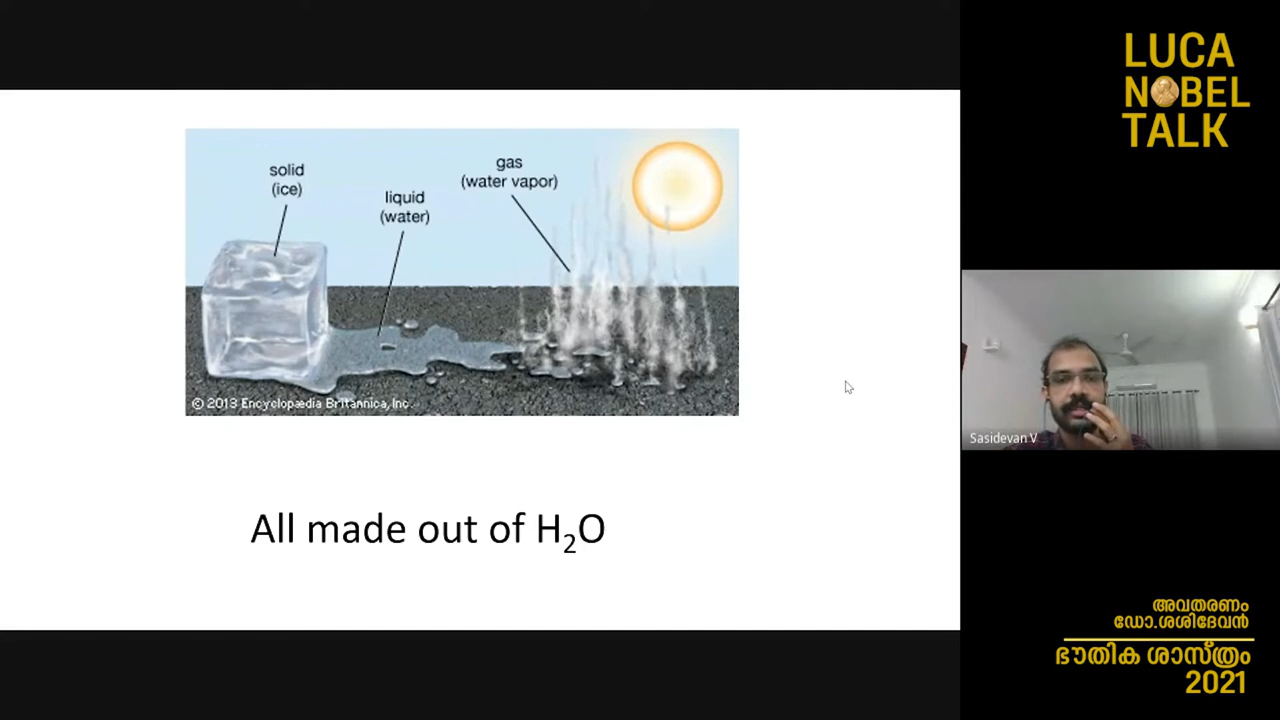 solid
(ice)
liquid
(water)
gas
(water vapor)
© 2013 Encyclopædia Britannica, Inc.
All made out of H₂O
LUCA
NOBEL
TALK
Sasidevan V
അവതരണം
ഡോ.ശശിദേവൻ
ഭൗതിക ശാസ്ത്രം
2021